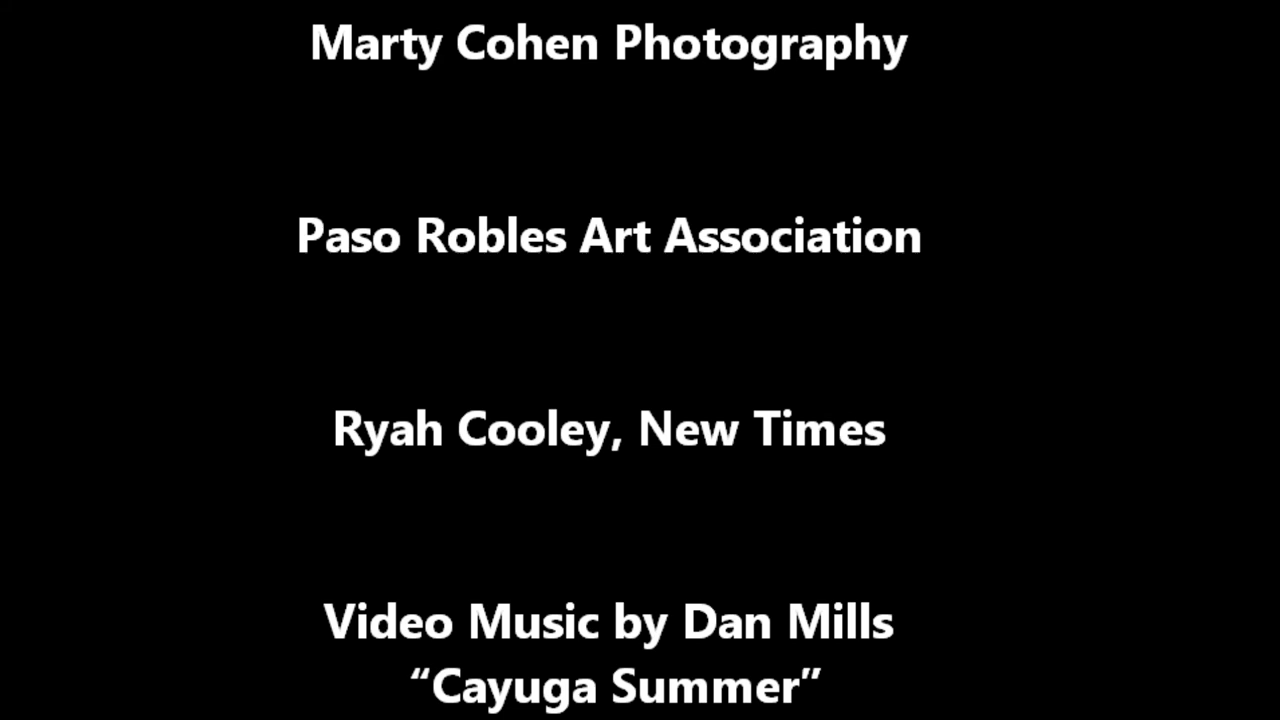 Marty Cohen Photography
Paso Robles Art Association
Ryah Cooley, New Times
Video Music by Dan Mills
“Cayuga Summer”